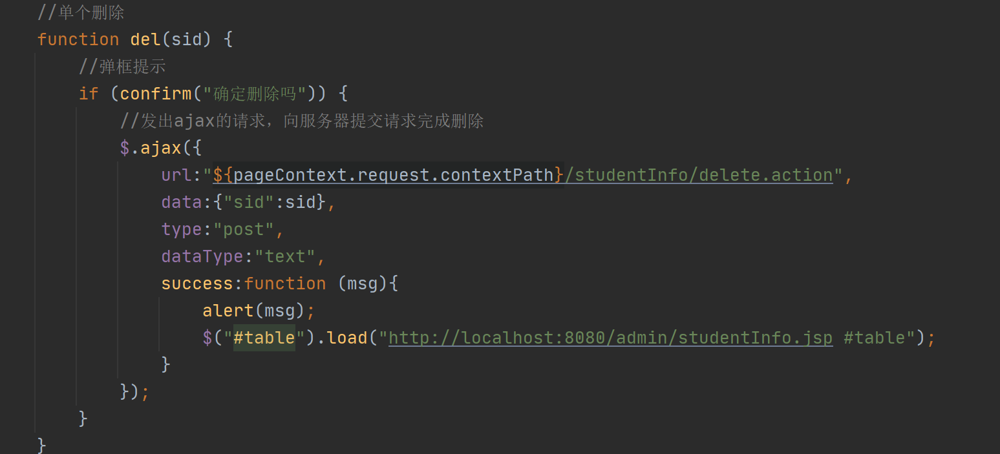 //单个删除
function del(sid) {
//弹框提示
if (confirm("确定删除吗")) {
//发出ajax的请求，向服务器提交请求完成删除
$.ajax({
url:"${pageContext.request.contextPath}/studentInfo/delete.action",
data:{"sid":sid},
type:"post",
dataType:"text",
success:function (msg){
alert(msg);
$("#table").load("http://localhost:8080/admin/studentInfo.jsp #table");
}
});
}
}